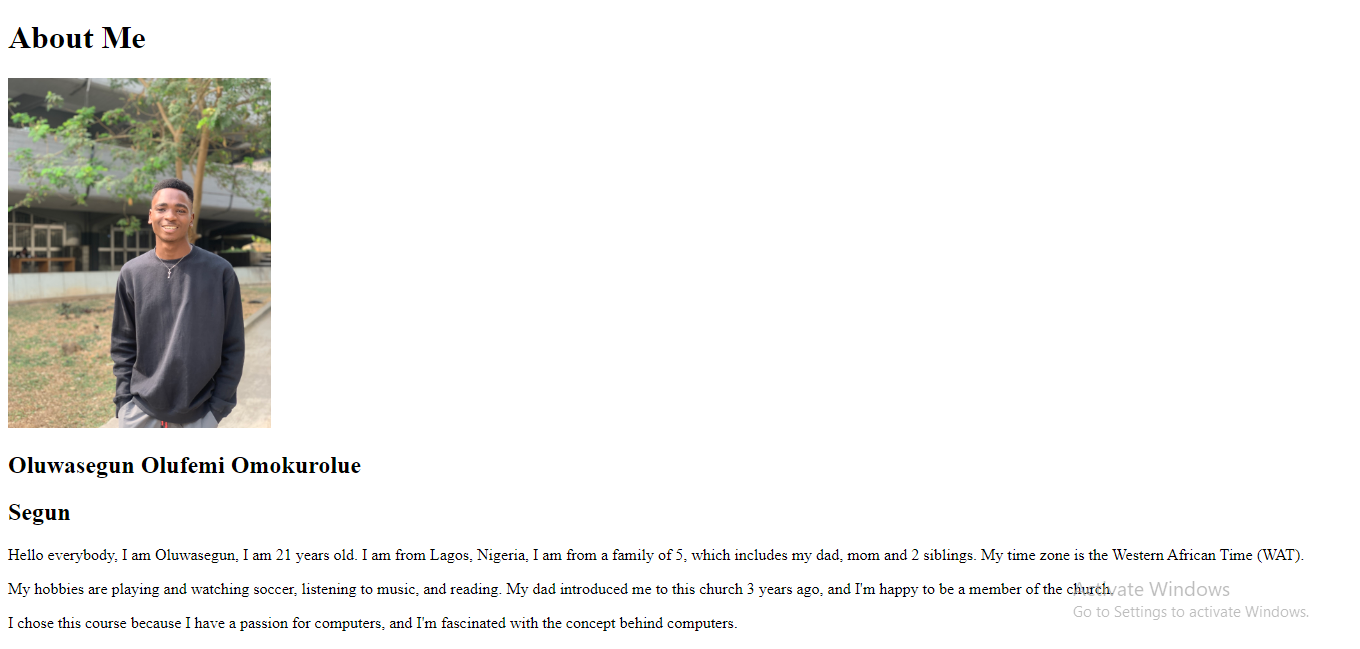 About Me
Oluwasegun Olufemi Omokurolue
Segun
Hello everybody, I am Oluwasegun, I am 21 years old. I am from Lagos, Nigeria, I am from a family of 5, which includes my dad, mom and 2 siblings. My time zone is the Western African Time (WAT).
My hobbies are playing and watching soccer, listening to music, and reading. My dad introduced me to this church 3 years ago, and I'm happy to be a member of the church.
Activate Windows
Go to Settings to activate Windows.
I chose this course because I have a passion for computers, and I'm fascinated with the concept behind computers.